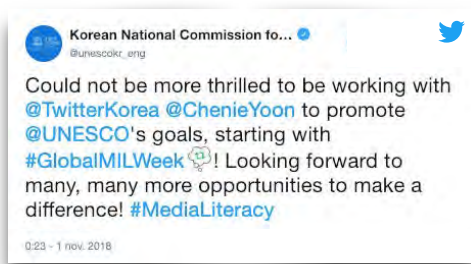 Korean National Commission fo...
@unescokr_eng
Could not be more thrilled to be working with
@TwitterKorea @ChenieYoon to promote
@UNESCO's goals, starting with
#GlobalMILWeek! Looking forward to
many, many more opportunities to make a
difference! #MediaLiteracy
0:23 - 1 nov. 2018